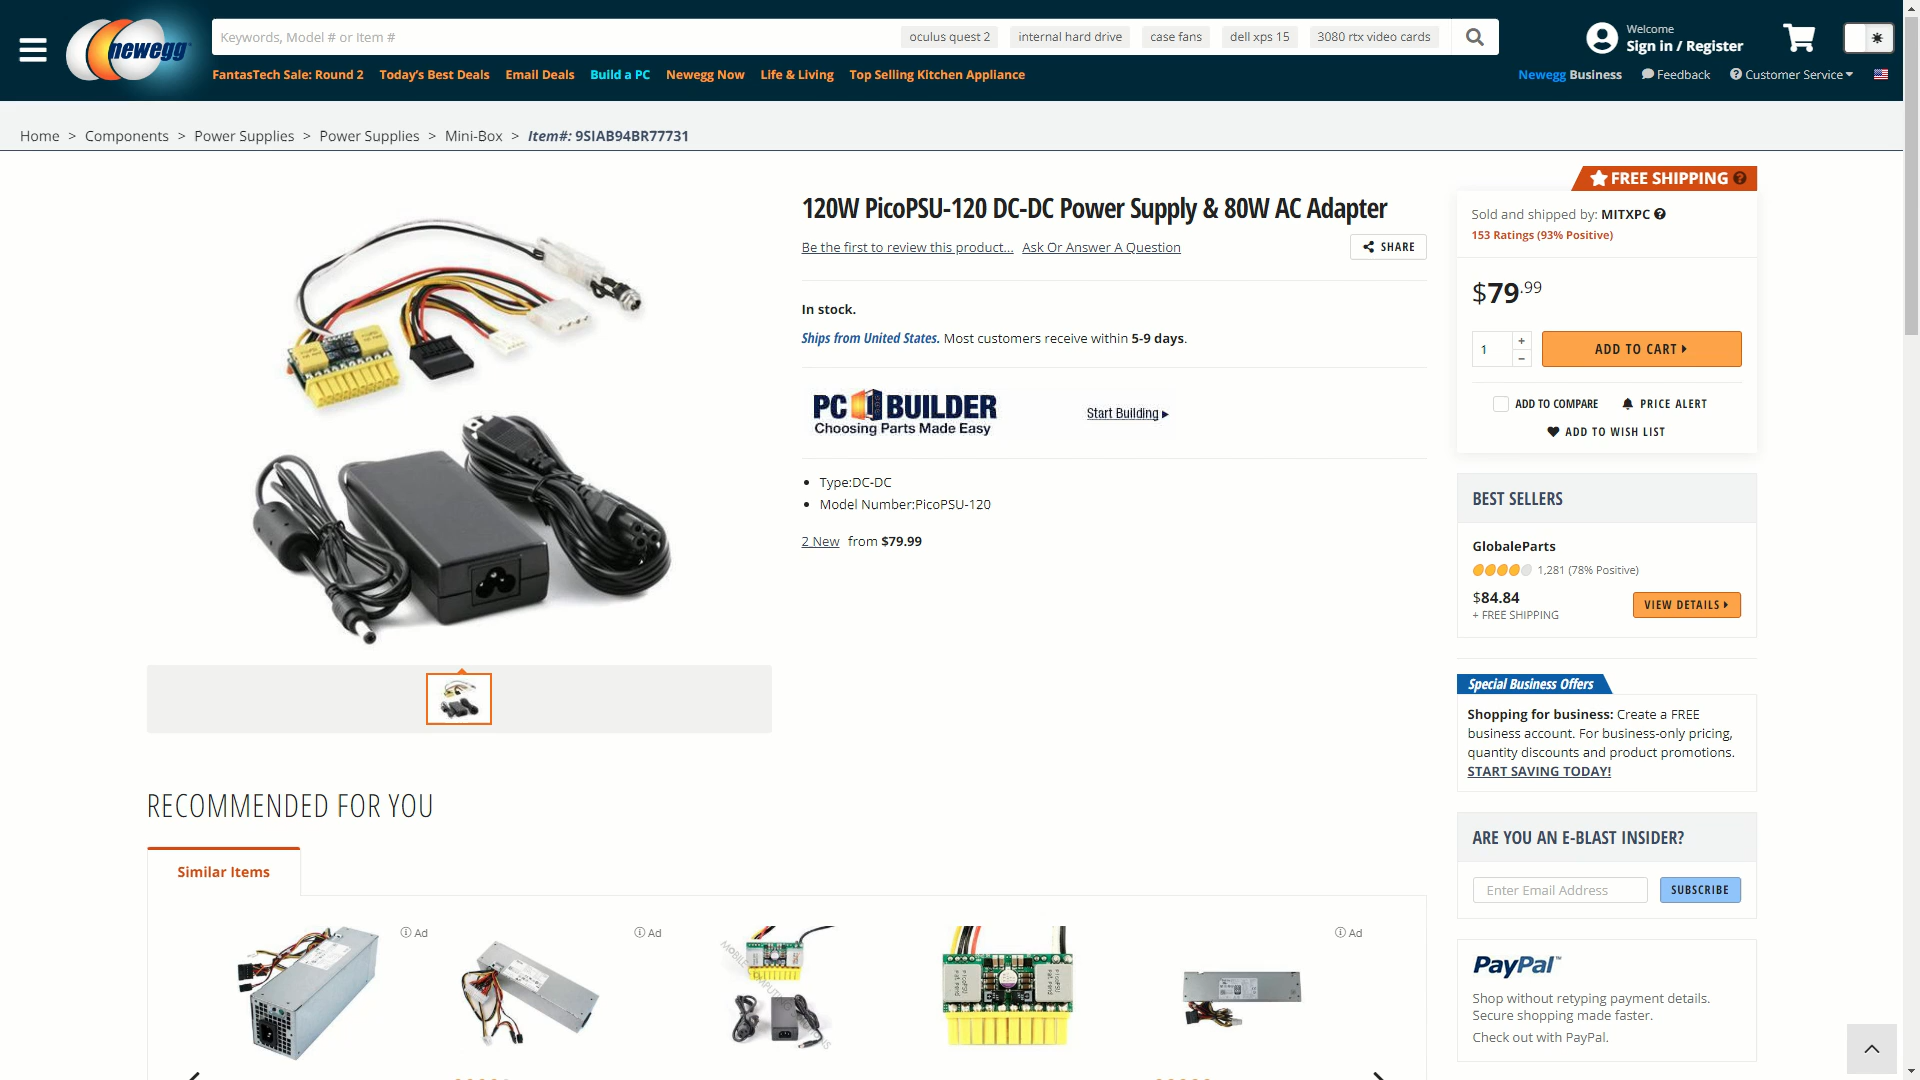 newegg
Keywords, Model # or Item #
oculus quest 2
internal hard drive
case fans
dell xps 15
3080 rtx video cards
Welcome
Sign in / Register
FantasTech Sale: Round 2
Today's Best Deals
Email Deals
Build a PC
Newegg Now
Life & Living
Top Selling Kitchen Appliance
Newegg Business
Feedback
Customer Service
Home > Components > Power Supplies > Power Supplies > Mini-Box > Item#: 9SIAB94BR77731
120W PicoPSU-120 DC-DC Power Supply & 80W AC Adapter
Be the first to review this product...
Ask Or Answer A Question
SHARE
In stock.
Ships from United States. Most customers receive within 5-9 days.
PC BUILDER
Choosing Parts Made Easy
Start Building
Type:DC-DC
Model Number:PicoPSU-120
2 New from $79.99
FREE SHIPPING
Sold and shipped by: MITXPC
153 Ratings (93% Positive)
$79.99
1
ADD TO CART
ADD TO COMPARE
PRICE ALERT
ADD TO WISH LIST
BEST SELLERS
GlobaleParts
1,281 (78% Positive)
$84.84
+ FREE SHIPPING
VIEW DETAILS
Special Business Offers
Shopping for business: Create a FREE
business account. For business-only pricing,
quantity discounts and product promotions.
START SAVING TODAY!
ARE YOU AN E-BLAST INSIDER?
Enter Email Address
SUBSCRIBE
PayPal™
Shop without retyping payment details.
Secure shopping made faster.
Check out with PayPal.
RECOMMENDED FOR YOU
Similar Items
Ad
Ad
Ad